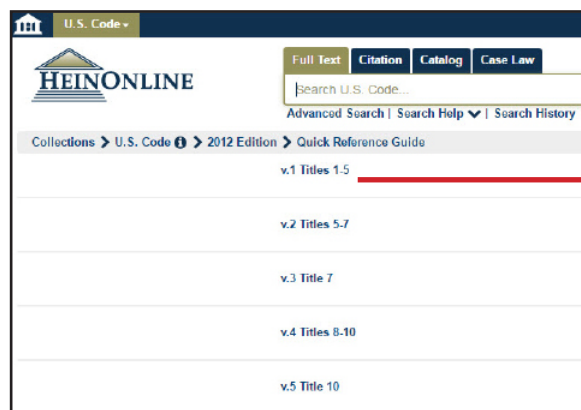 U.S. Code
HEINONLINE
Full Text Citation Catalog Case Law
Search U.S. Code...
Advanced Search | Search Help | Search History
Collections > U.S. Code > 2012 Edition > Quick Reference Guide
v.1 Titles 1-5
v.2 Titles 5-7
v.3 Title 7
v.4 Titles 8-10
v.5 Title 10